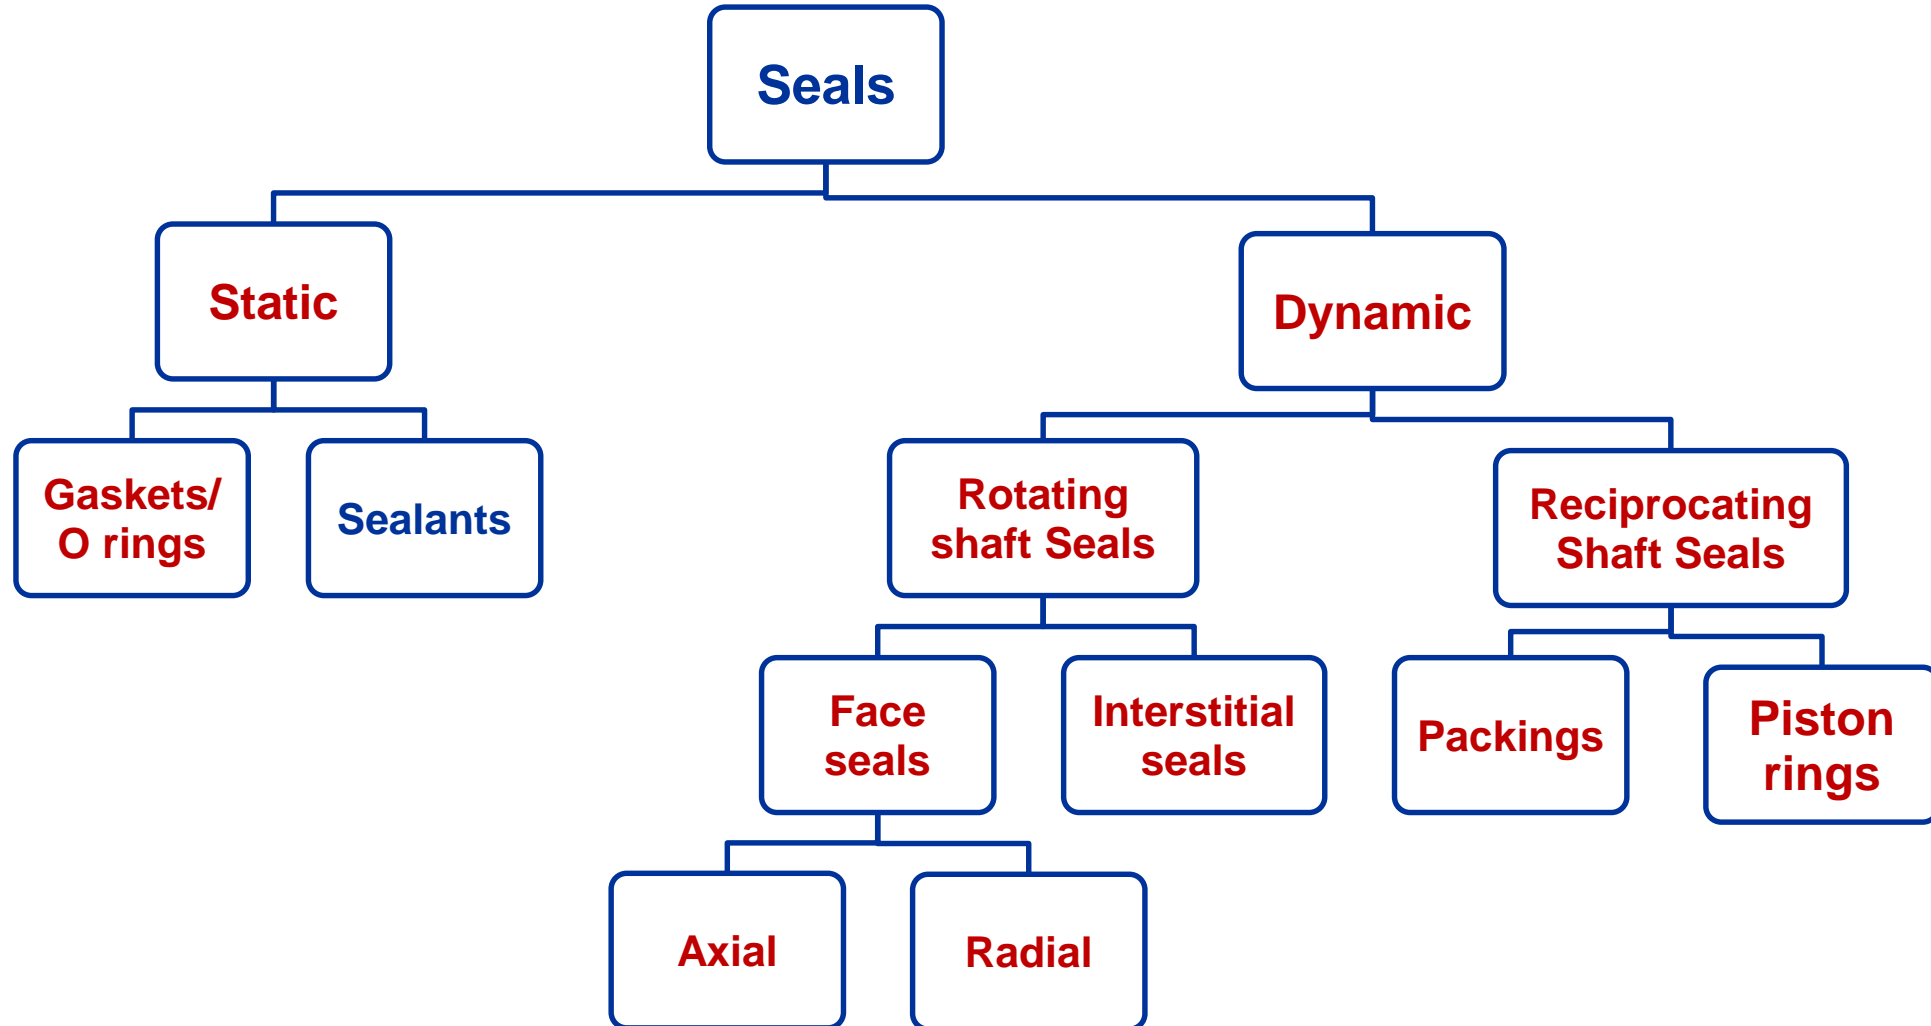 Seals
Static
Dynamic
Gaskets/
O rings
Sealants
Rotating
shaft Seals
Reciprocating
Shaft Seals
Face
seals
Interstitial
seals
Packings
Piston
rings
Axial
Radial